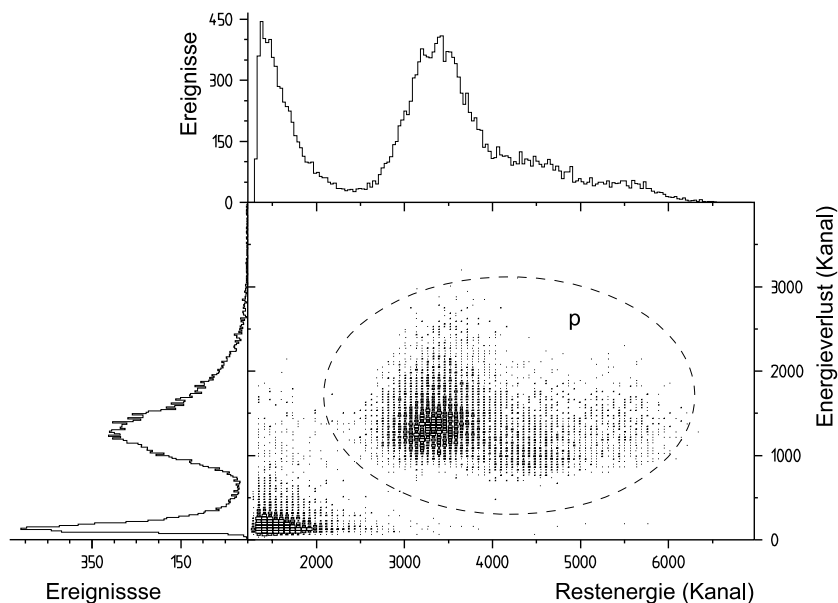 450
300
150
0
Ereignisse
p
3000
2000
1000
0
Energieverlust (Kanal)
350 150
2000 3000 4000 5000 6000
Ereignissse
Restenergie (Kanal)